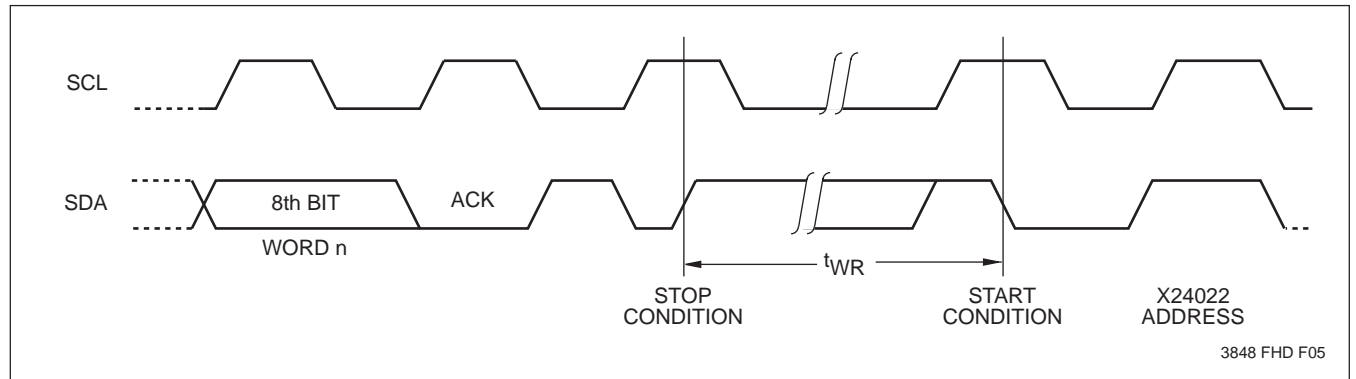 SCL
SDA
8th BIT
ACK
WORD n
tWR
STOP
CONDITION
START
CONDITION
X24022
ADDRESS
3848 FHD F05